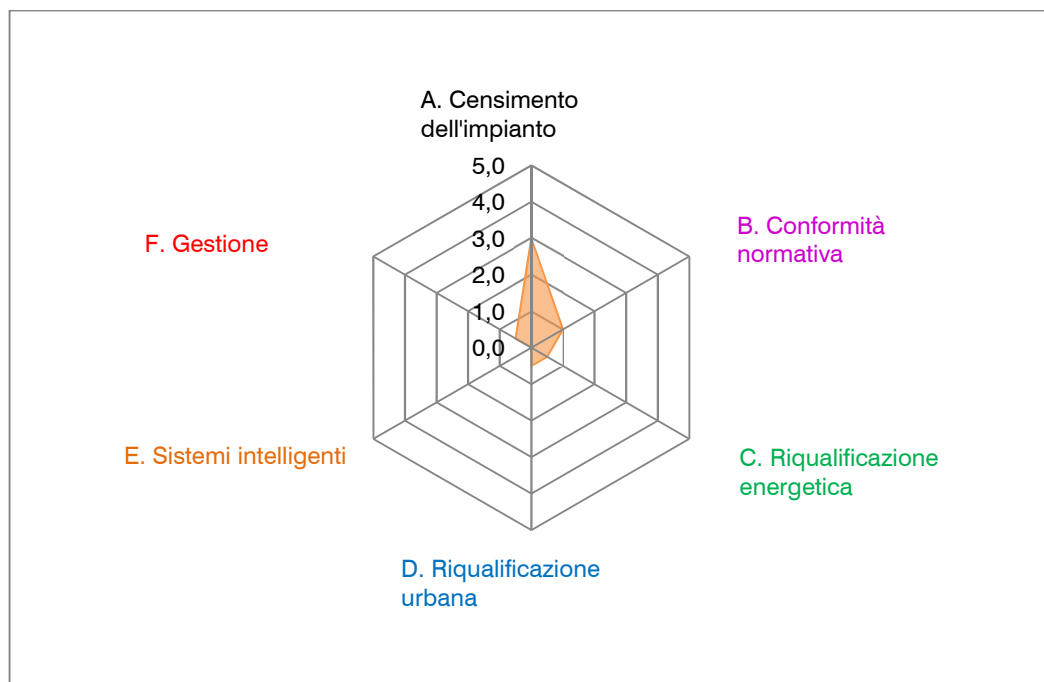 A. Censimento
dell'impianto
5,0
4,0
3,0
2,0
1,0
0,0
B. Conformità
normativa
C. Riqualificazione
energetica
D. Riqualificazione
urbana
E. Sistemi intelligenti
F. Gestione